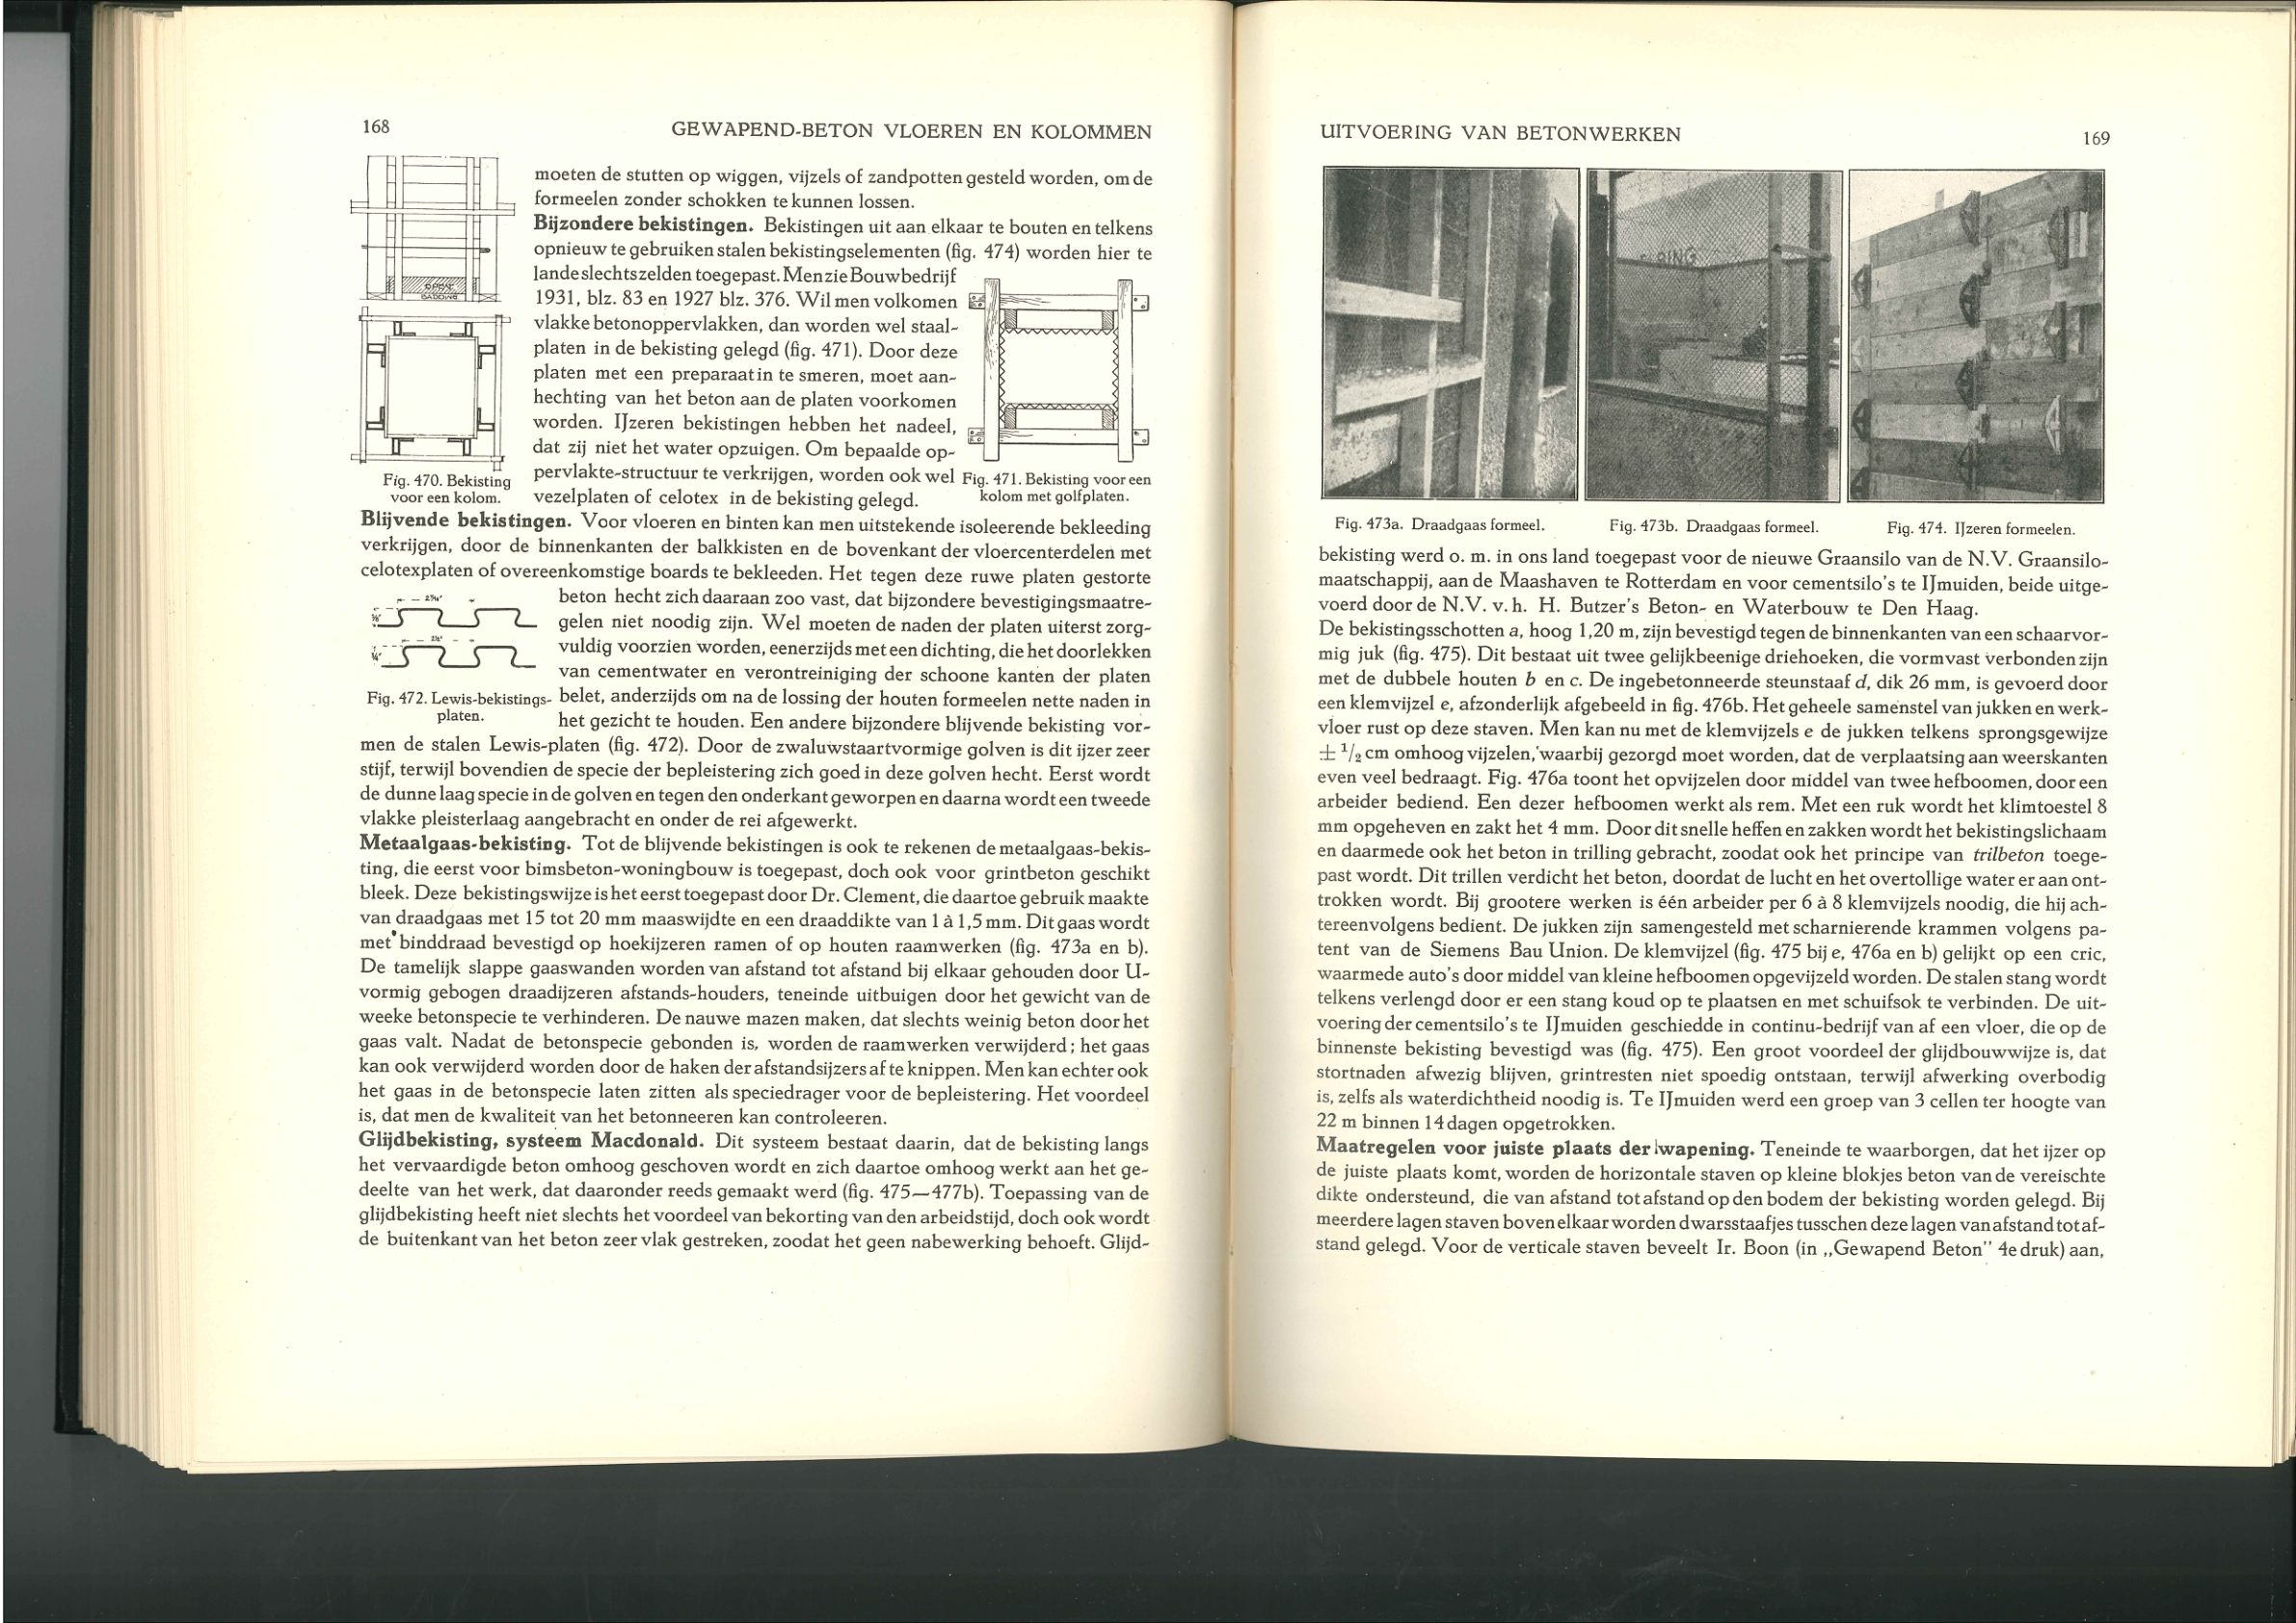 168
GEWAPEND-BETON VLOEREN EN KOLOMMEN
moeten de stutten op wiggen, vijzels of zandpotten gesteld worden, om de
formeelen zonder schokken te kunnen lossen.
Bijzondere bekistingen. Bekistingen uit aan elkaar te bouten en telkens
opnieuw te gebruiken stalen bekistingselementen (fig. 474) worden hier te
lande slechts zelden toegepast. Men zie Bouwbedrijf
1931, blz. 83 en 1927 blz. 376. Wil men volkomen
vlakke betonoppervlakken, dan worden wel staal-
platen in de bekisting gelegd (fig. 471). Door deze
platen met een preparaat in te smeren, moet aan-
hechting van het beton aan de platen voorkomen
worden. IJzeren bekistingen hebben het nadeel,
dat zij niet het water opzuigen. Om bepaalde op-
pervlakte-structuur te verkrijgen, worden ook wel
vezelplaten of celotex in de bekisting gelegd.
OPEN
BADDING
Fig. 470. Bekisting
voor een kolom.
Fig. 471. Bekisting voor een
kolom met golfplaten.
Blijvende bekistingen. Voor vloeren en binten kan men uitstekende isoleerende bekleeding
verkrijgen, door de binnenkanten der balkkisten en de bovenkant der vloercenterdelen met
celotexplaten of overeenkomstige boards te bekleeden. Het tegen deze ruwe platen gestorte
beton hecht zich daaraan zoo vast, dat bijzondere bevestigingsmaatre-
gelen niet noodig zijn. Wel moeten de naden der platen uiterst zorg-
vuldig voorzien worden, eenerzijds met een dichting, die het doorlekken
van cementwater en verontreiniging der schoone kanten der platen
belet, anderzijds om na de lossing der houten formeelen nette naden in
het gezicht te houden. Een andere bijzondere blijvende bekisting vor-
Fig. 472. Lewis-bekistings-
platen.
men de stalen Lewis-platen (fig. 472). Door de zwaluwstaartvormige golven is dit ijzer zeer
stijf, terwijl bovendien de specie der bepleistering zich goed in deze golven hecht. Eerst wordt
de dunne laag specie in de golven en tegen den onderkant geworpen en daarna wordt een tweede
vlakke pleisterlaag aangebracht en onder de rei afgewerkt.
Metaalgaas-bekisting. Tot de blijvende bekistingen is ook te rekenen de metaalgaas-bekis-
ting, die eerst voor bimsbeton-woningbouw is toegepast, doch ook voor grintbeton geschikt
bleek. Deze bekistingswijze is het eerst toegepast door Dr. Clement, die daartoe gebruik maakte
van draadgaas met 15 tot 20 mm maaswijdte en een draaddikte van 1 à 1,5 mm. Dit gaas wordt
met binddraad bevestigd op hoekijzeren ramen of op houten raamwerken (fig. 473a en b).
De tamelijk slappe gaaswanden worden van afstand tot afstand bij elkaar gehouden door U-
vormig gebogen draadijzeren afstands-houders, teneinde uitbuigen door het gewicht van de
weeke betonspecie te verhinderen. De nauwe mazen maken, dat slechts weinig beton door het
gaas valt. Nadat de betonspecie gebonden is, worden de raamwerken verwijderd; het gaas
kan ook verwijderd worden door de haken der afstandsijzers af te knippen. Men kan echter ook
het gaas in de betonspecie laten zitten als speciedrager voor de bepleistering. Het voordeel
is, dat men de kwaliteit van het betonneeren kan controleeren.
Glijdbekisting, systeem Macdonald. Dit systeem bestaat daarin, dat de bekisting langs
het vervaardigde beton omhoog geschoven wordt en zich daartoe omhoog werkt aan het ge-
deelte van het werk, dat daaronder reeds gemaakt werd (fig. 475—477b). Toepassing van de
glijdbekisting heeft niet slechts het voordeel van bekorting van den arbeidstijd, doch ook wordt
de buitenkant van het beton zeer vlak gestreken, zoodat het geen nabewerking behoeft. Glijd-
UITVOERING VAN BETONWERKEN
169
Fig. 473a. Draadgaas formeel.
Fig. 473b. Draadgaas formeel.
Fig. 474. IJzeren formeelen.
bekisting werd o. m. in ons land toegepast voor de nieuwe Graansilo van de N.V. Graansilo-
maatschappij, aan de Maashaven te Rotterdam en voor cementsilo's te IJmuiden, beide uitge-
voerd door de N.V. v.h. H. Butzer's Beton- en Waterbouw te Den Haag.
De bekistingsschotten a, hoog 1,20 m, zijn bevestigd tegen de binnenkanten van een schaarvor-
mig juk (fig. 475). Dit bestaat uit twee gelijkbeenige driehoeken, die vormvast verbonden zijn
met de dubbele houten b en c. De ingebetonneerde steunstaaf d, dik 26 mm, is gevoerd door
een klemvijzel e, afzonderlijk afgebeeld in fig. 476b. Het geheele samenstel van jukken en werk-
vloer rust op deze staven. Men kan nu met de klemvijzels e de jukken telkens sprongsgewijze
± 1/2 cm omhoog vijzelen, waarbij gezorgd moet worden, dat de verplaatsing aan weerskanten
even veel bedraagt. Fig. 476a toont het opvijzelen door middel van twee hefboomen, door een
arbeider bediend. Een dezer hefboomen werkt als rem. Met een ruk wordt het klimtoestel 8
mm opgeheven en zakt het 4 mm. Door dit snelle heffen en zakken wordt het bekistingslichaam
en daarmede ook het beton in trilling gebracht, zoodat ook het principe van trilbeton toege-
past wordt. Dit trillen verdicht het beton, doordat de lucht en het overtollige water er aan ont-
trokken wordt. Bij grootere werken is één arbeider per 6 à 8 klemvijzels noodig, die hij ach-
tereenvolgens bedient. De jukken zijn samengesteld met scharnierende krammen volgens pa-
tent van de Siemens Bau Union. De klemvijzel (fig. 475 bij e, 476a en b) gelijkt op een cric,
waarmede auto's door middel van kleine hefboomen opgevijzeld worden. De stalen stang wordt
telkens verlengd door er een stang koud op te plaatsen en met schuifsok te verbinden. De uit-
voering der cementsilo's te IJmuiden geschiedde in continu-bedrijf van af een vloer, die op de
binnenste bekisting bevestigd was (fig. 475). Een groot voordeel der glijdbouwwijze is, dat
stortnaden afwezig blijven, grintresten niet spoedig ontstaan, terwijl afwerking overbodig
is, zelfs als waterdichtheid noodig is. Te IJmuiden werd een groep van 3 cellen ter hoogte van
22 m binnen 14 dagen opgetrokken.
Maatregelen voor juiste plaats der wapening. Teneinde te waarborgen, dat het ijzer op
de juiste plaats komt, worden de horizontale staven op kleine blokjes beton van de vereischte
dikte ondersteund, die van afstand tot afstand op den bodem der bekisting worden gelegd. Bij
meerdere lagen staven boven elkaar worden dwarsstaafjes tusschen deze lagen van afstand tot af-
stand gelegd. Voor de verticale staven beveelt Ir. Boon (in „Gewapend Beton" 4e druk) aan,